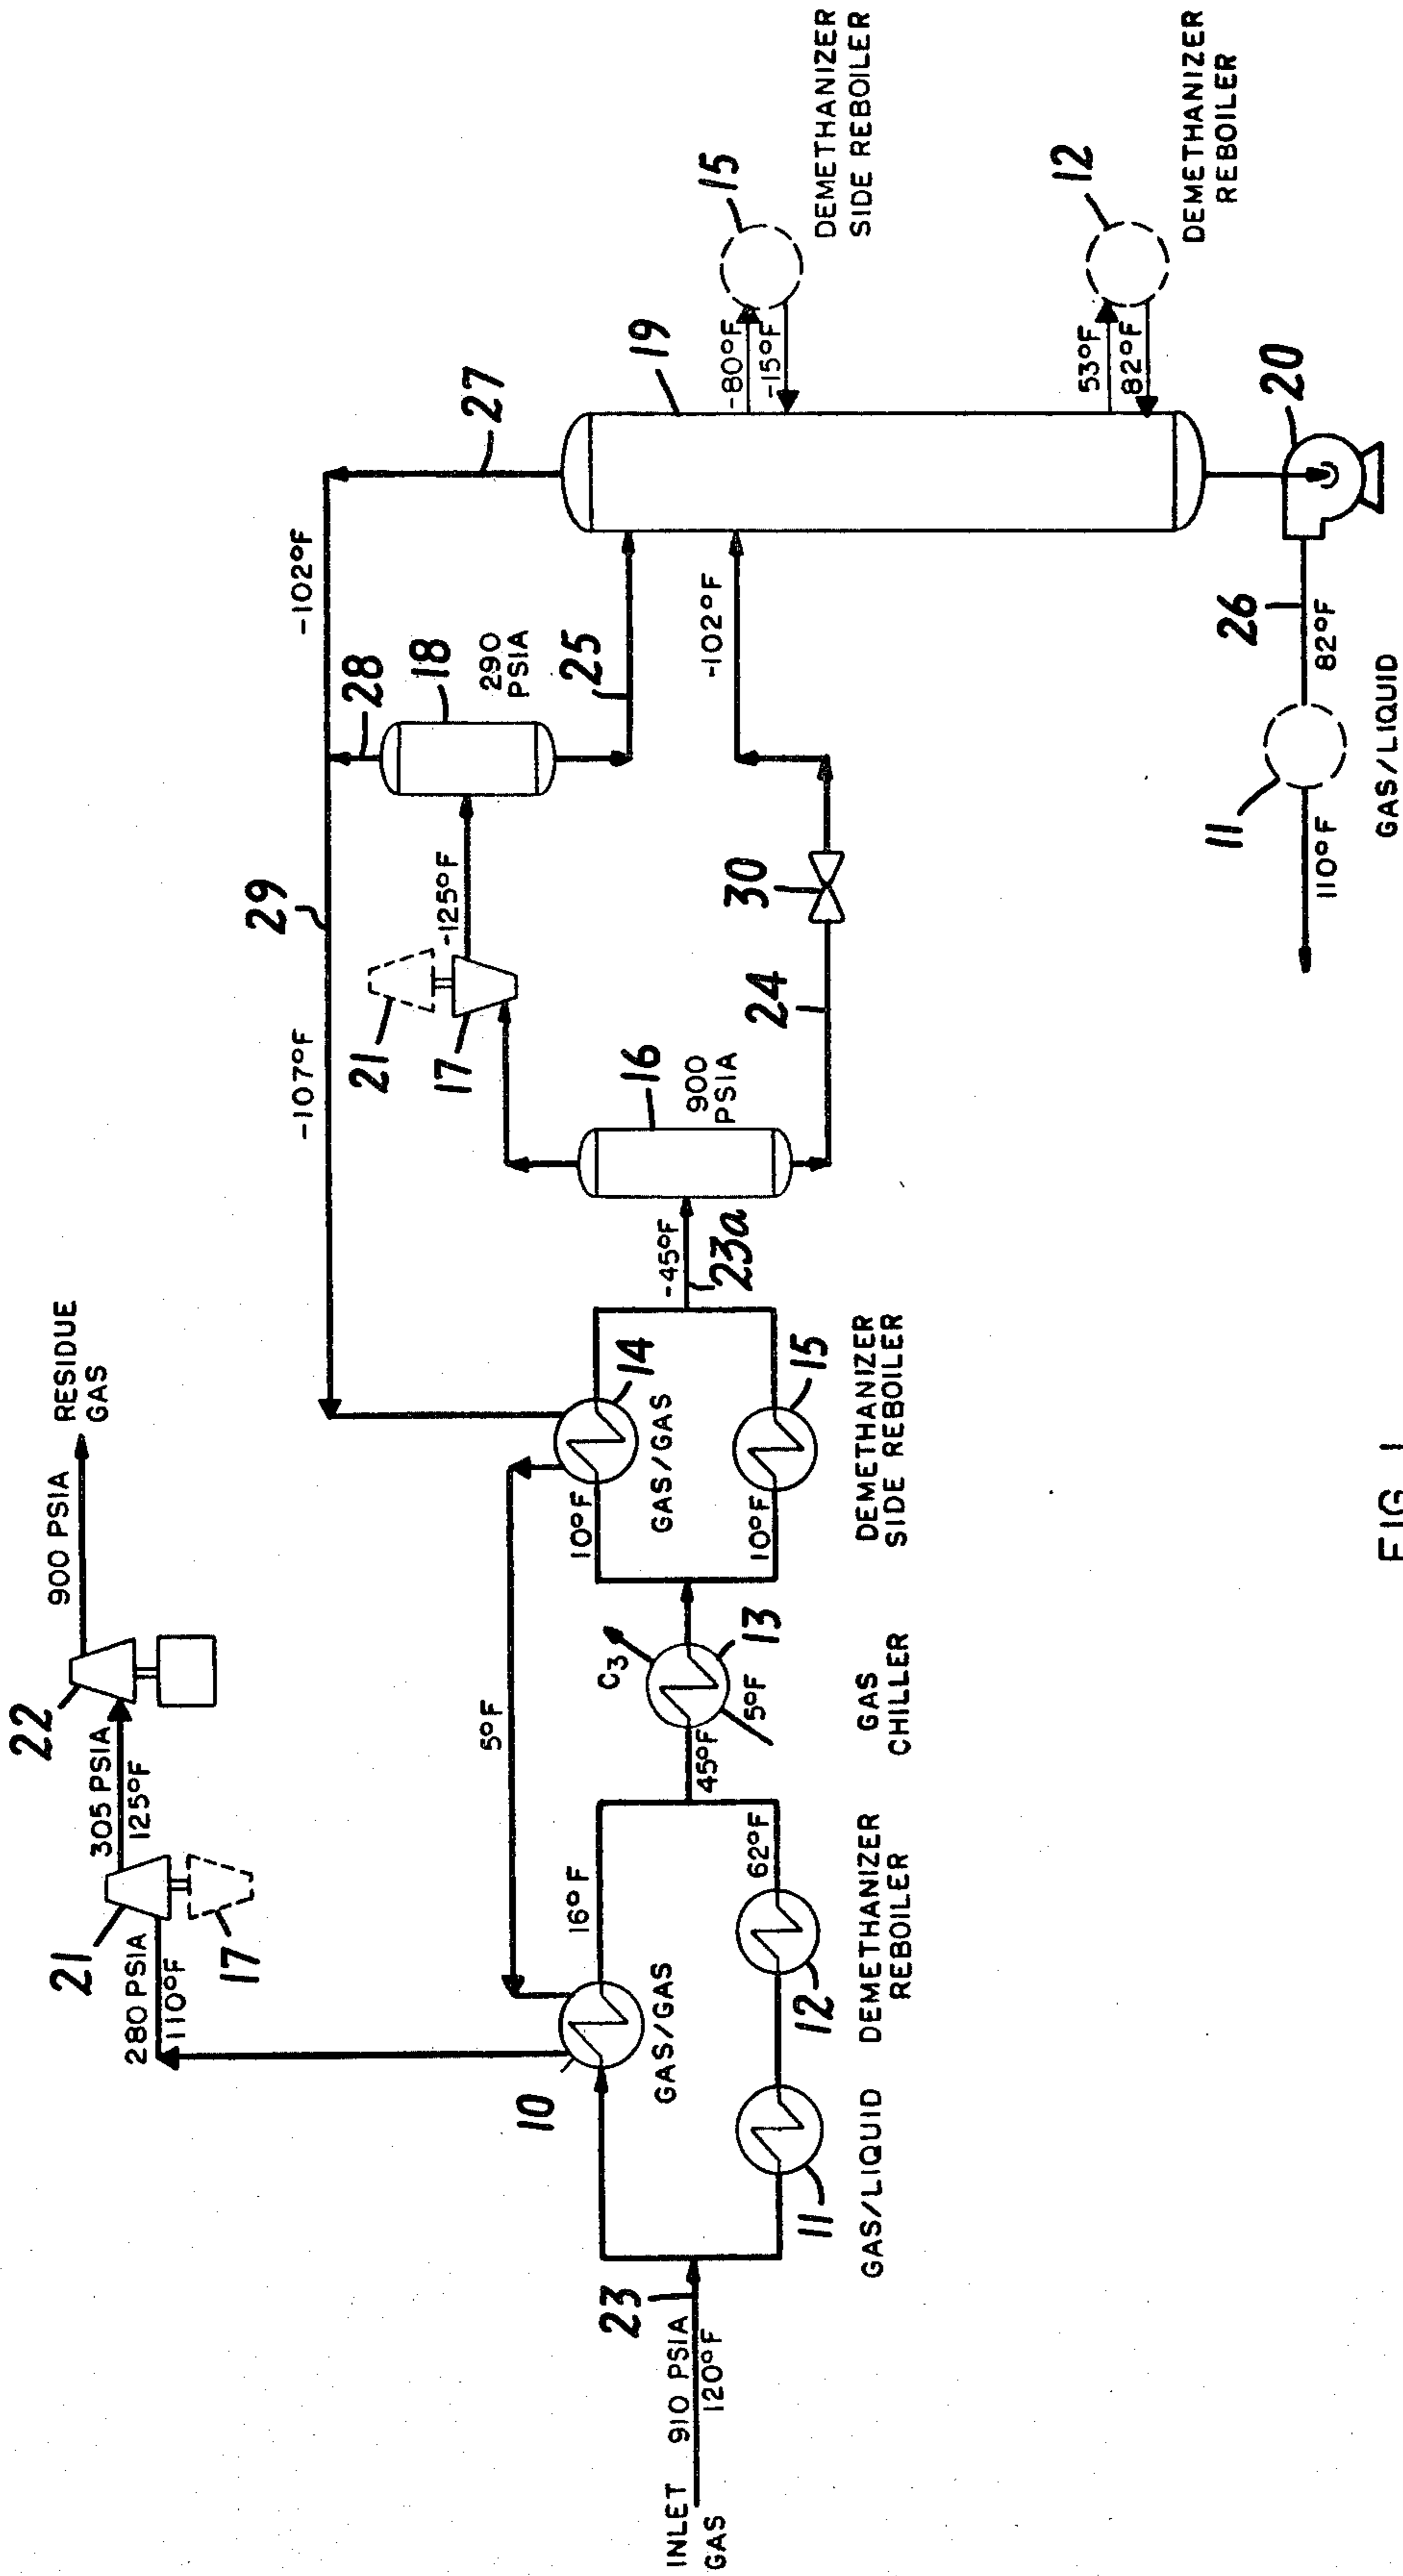 INLET
GAS
910 PSIA
120°F
23
10
GAS/GAS
16°F
11
GAS/LIQUID
12
62°F
DEMETHANIZER
REBOILER
45°F
C3
5°F
13
GAS
CHILLER
280 PSIA
110°F
21
17
305 PSIA
125°F
22
900 PSIA
RESIDUE
GAS
5°F
10°F
14
GAS/GAS
10°F
15
DEMETHANIZER
SIDE REBOILER
-45°F
23a
16
900
PSIA
-107°F
29
21
17
-125°F
28
18
290
PSIA
25
24
30
-102°F
-102°F
27
19
-80°F
-15°F
15
DEMETHANIZER
SIDE REBOILER
53°F
82°F
12
DEMETHANIZER
REBOILER
20
26
82°F
11
110°F
GAS/LIQUID
FIG. 1